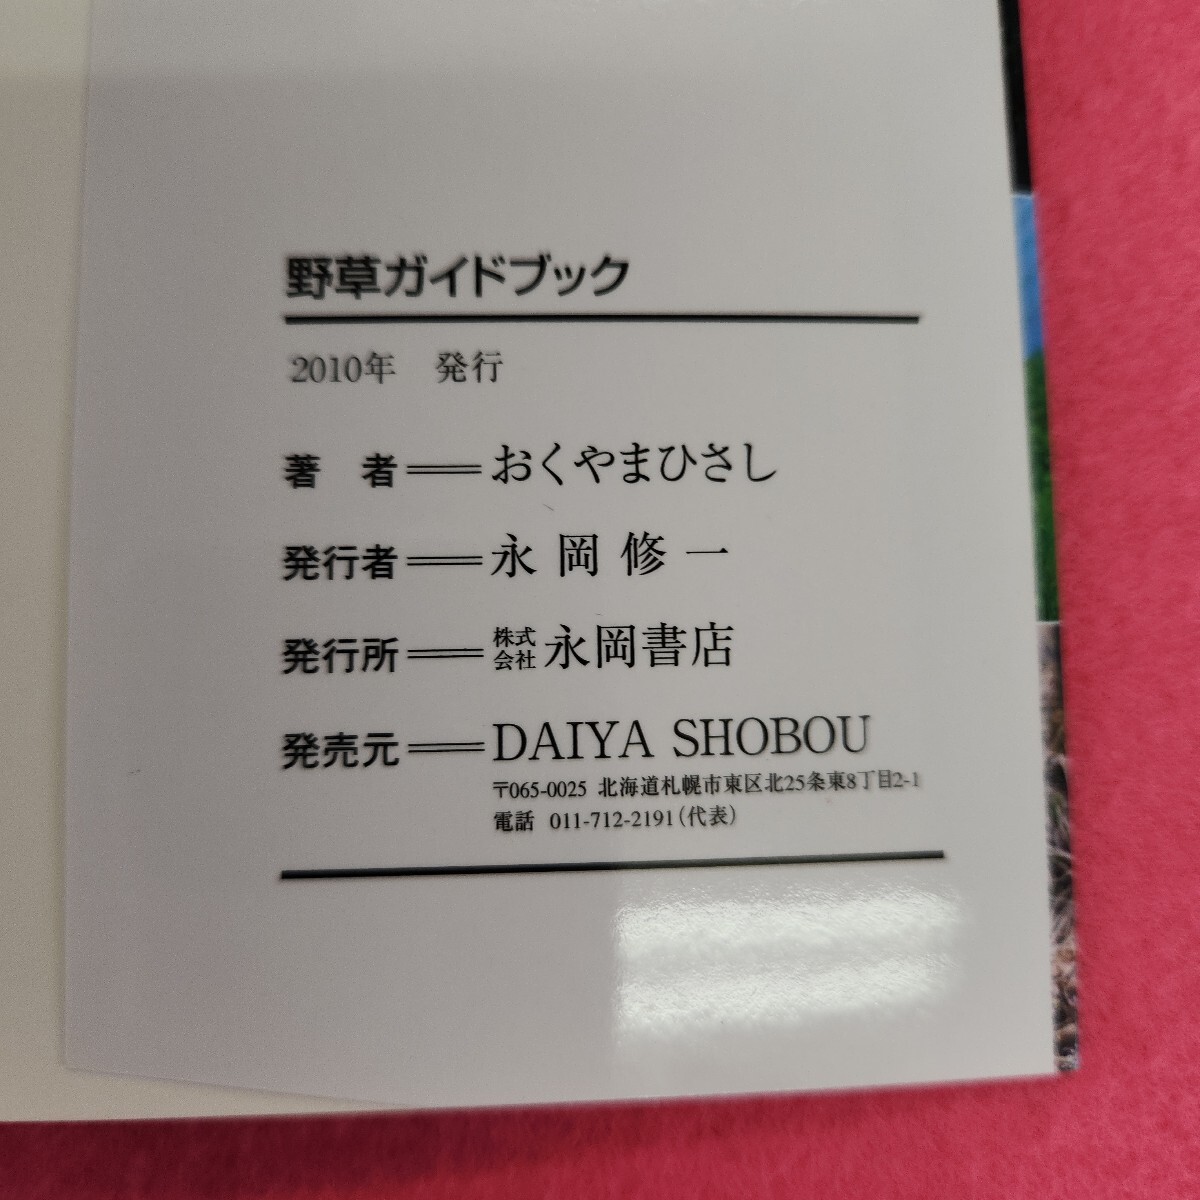 野草ガイドブック
2010年 発行
著 者══おくやまひさし
発行者══永岡修一
発行所══株式会社永岡書店
発売元══DAIYA SHOBOU
〒065-0025 北海道札幌市東区北25条東8丁目2-1
電話 011-712-2191(代表)